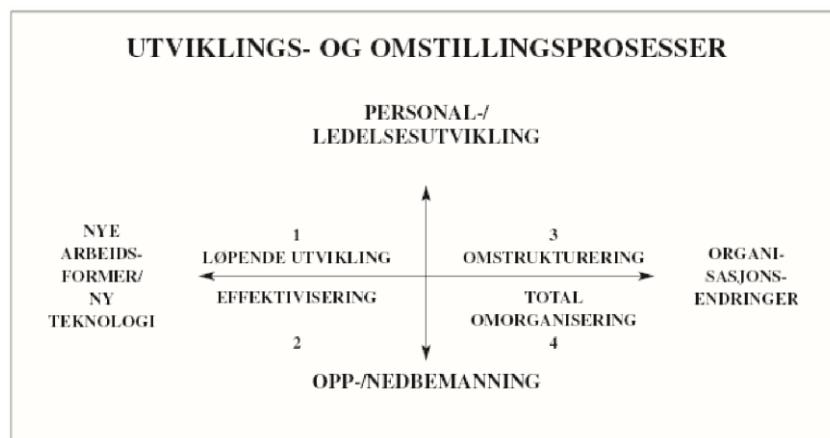 UTVIKLINGS- OG OMSTILLINGSPROSESSER
PERSONAL-/
LEDELSESUTVIKLING
NYE
ARBEIDS-
FORMER/
NY
TEKNOLOGI
1
LØPENDE UTVIKLING
EFFEKTIVISERING
2
3
OMSTRUKTURERING
TOTAL
OMORGANISERING
4
ORGANI-
SASJONS-
ENDRINGER
OPP-/NEDBEMANNING